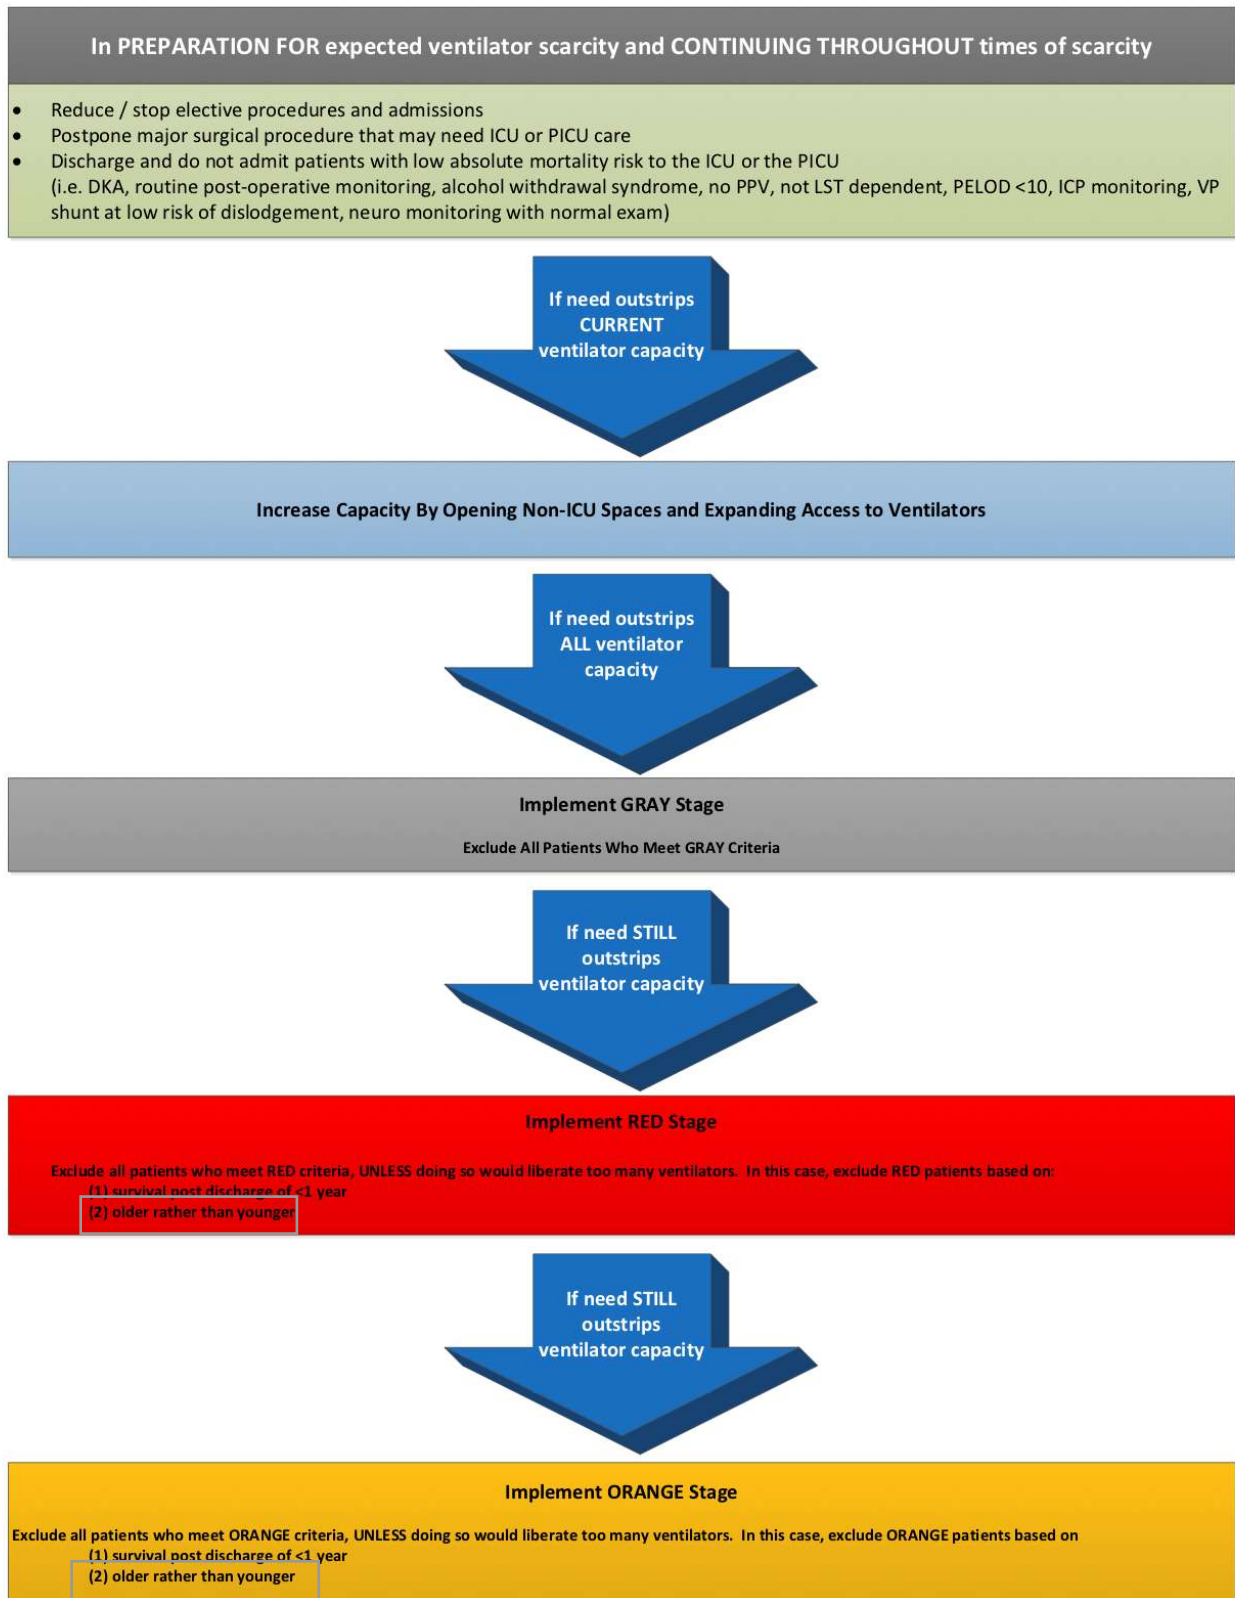 In PREPARATION FOR expected ventilator scarcity and CONTINUING THROUGHOUT times of scarcity
• Reduce / stop elective procedures and admissions
• Postpone major surgical procedure that may need ICU or PICU care
• Discharge and do not admit patients with low absolute mortality risk to the ICU or the PICU
(i.e. DKA, routine post-operative monitoring, alcohol withdrawal syndrome, no PPV, not LST dependent, PELOD <10, ICP monitoring, VP
shunt at low risk of dislodgement, neuro monitoring with normal exam)
If need outstrips
CURRENT
ventilator capacity
Increase Capacity By Opening Non-ICU Spaces and Expanding Access to Ventilators
If need outstrips
ALL ventilator
capacity
Implement GRAY Stage
Exclude All Patients Who Meet GRAY Criteria
If need STILL
outstrips
ventilator capacity
Implement RED Stage
Exclude all patients who meet RED criteria, UNLESS doing so would liberate too many ventilators.  In this case, exclude RED patients based on:
(1) survival post discharge of <1 year
(2) older rather than younger
If need STILL
outstrips
ventilator capacity
Implement ORANGE Stage
Exclude all patients who meet ORANGE criteria, UNLESS doing so would liberate too many ventilators.  In this case, exclude ORANGE patients based on
(1) survival post discharge of <1 year
(2) older rather than younger